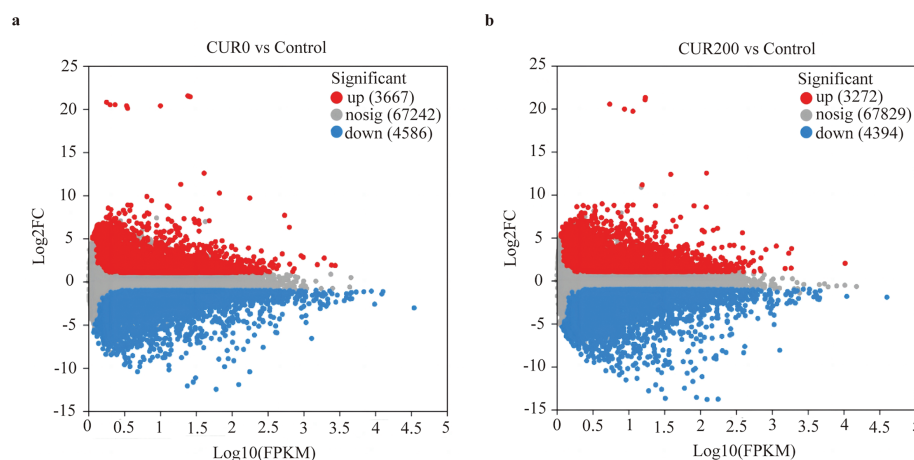 a
CUR0 vs Control
25
20
15
10
5
0
-5
-10
-15
Log2FC
Significant
up (3667)
nosig (67242)
down (4586)
0 0.5 1 1.5 2 2.5 3 3.5 4 4.5 5
Log10(FPKM)
b
CUR200 vs Control
25
20
15
10
5
0
-5
-10
-15
Log2FC
Significant
up (3272)
nosig (67829)
down (4394)
0 0.5 1 1.5 2 2.5 3 3.5 4 4.5 5
Log10(FPKM)